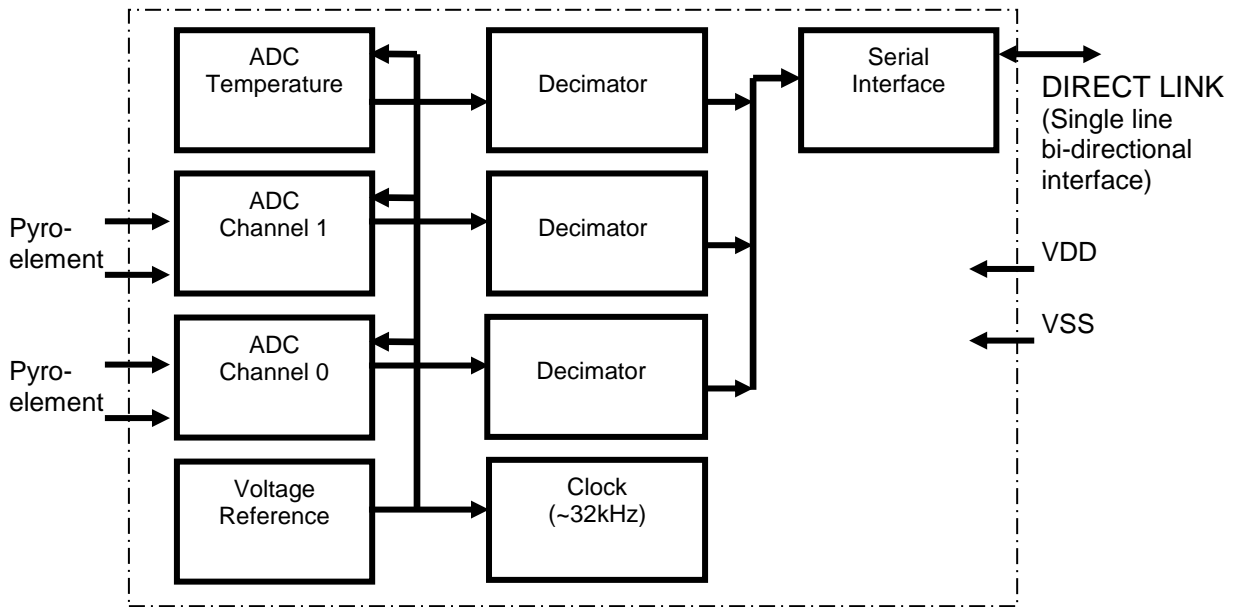 ADC
Temperature
Decimator
Serial
Interface
DIRECT LINK
(Single line
bi-directional
interface)
Pyro-
element
ADC
Channel 1
Decimator
VDD
VSS
Pyro-
element
ADC
Channel 0
Decimator
Voltage
Reference
Clock
(~32kHz)